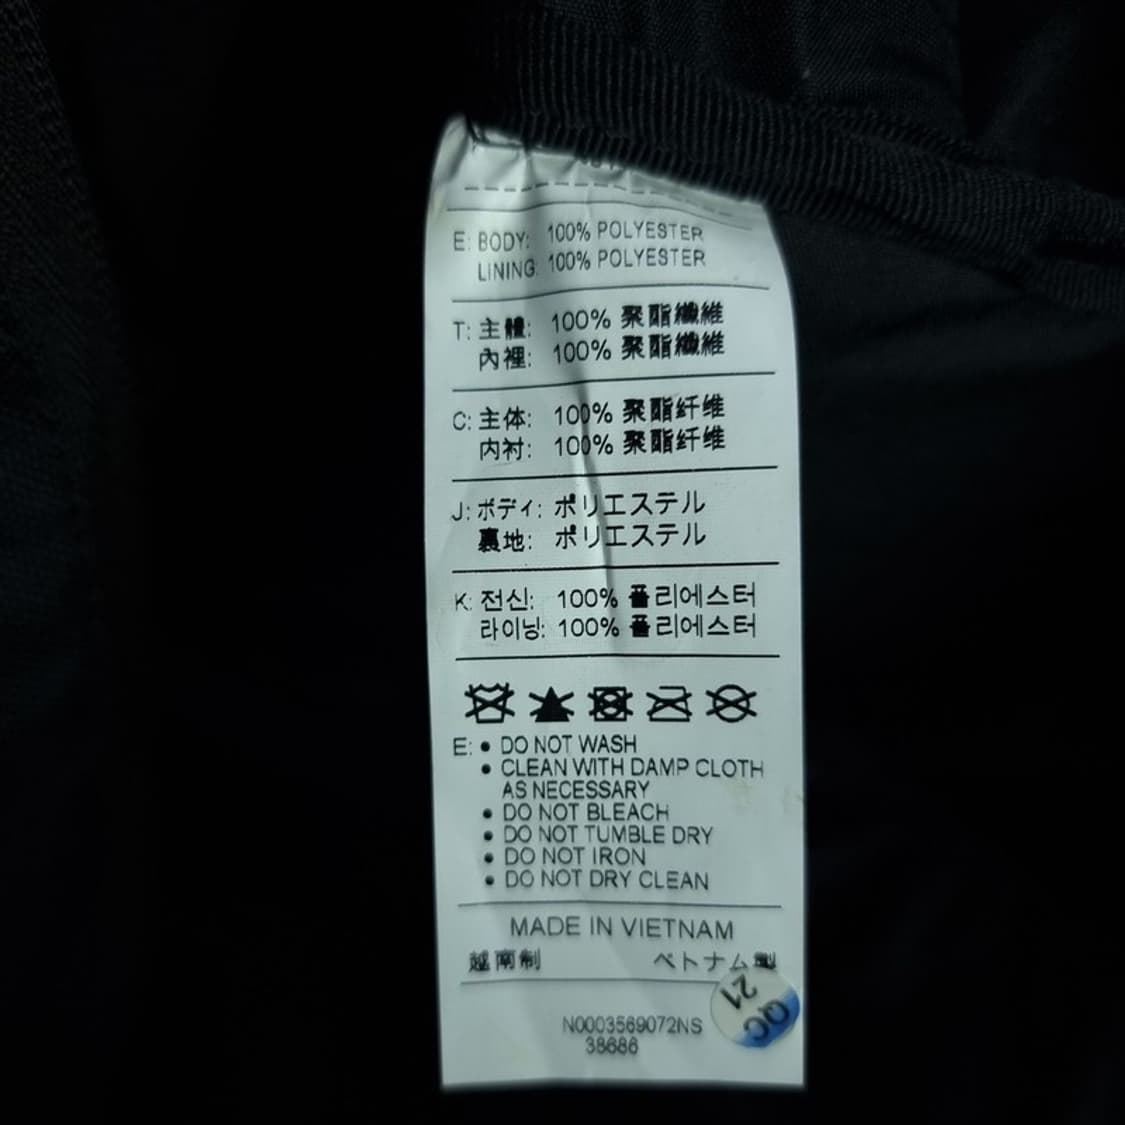 E: BODY: 100% POLYESTER
LINING: 100% POLYESTER
T: 主體: 100% 聚酯纖維
內裡: 100% 聚酯纖維
C: 主体: 100% 聚酯纤维
内衬: 100% 聚酯纤维
J: ボディ: ポリエステル
裏地: ポリエステル
K: 전신: 100% 폴리에스터
라이닝: 100% 폴리에스터
E: • DO NOT WASH
• CLEAN WITH DAMP CLOTH
AS NECESSARY
• DO NOT BLEACH
• DO NOT TUMBLE DRY
• DO NOT IRON
• DO NOT DRY CLEAN
MADE IN VIETNAM
越南制 ベトナム製
QC
21
N0003569072NS
38686